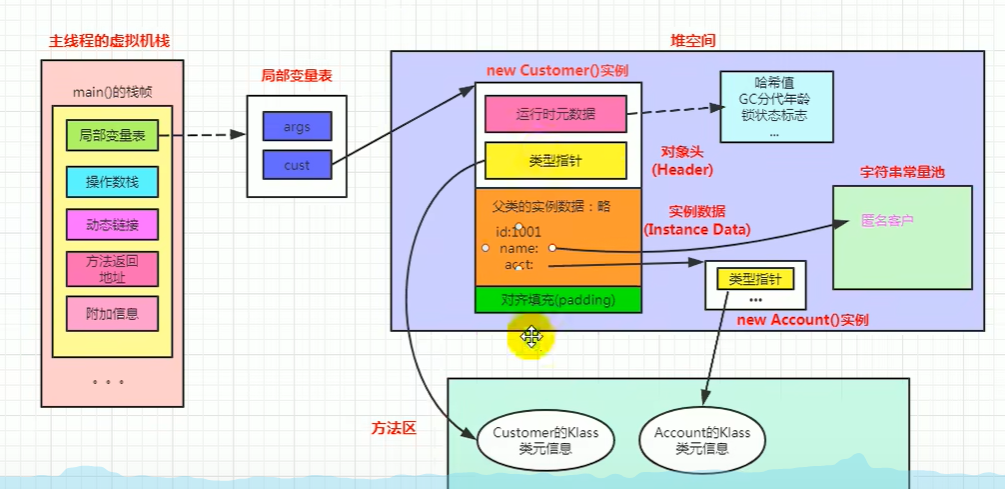 主线程的虚拟机栈
main()的栈帧
局部变量表
操作数栈
动态链接
方法返回
地址
附加信息
。。。
局部变量表
args
cust
堆空间
new Customer()实例
运行时元数据
类型指针
哈希值
GC分代年龄
锁状态标志
...
对象头
(Header)
父类的实例数据：略
id:1001
name:
acct:
实例数据
(Instance Data)
对齐填充(padding)
字符串常量池
匿名客户
类型指针
...
new Account()实例
方法区
Customer的Klass
类元信息
Account的Klass
类元信息